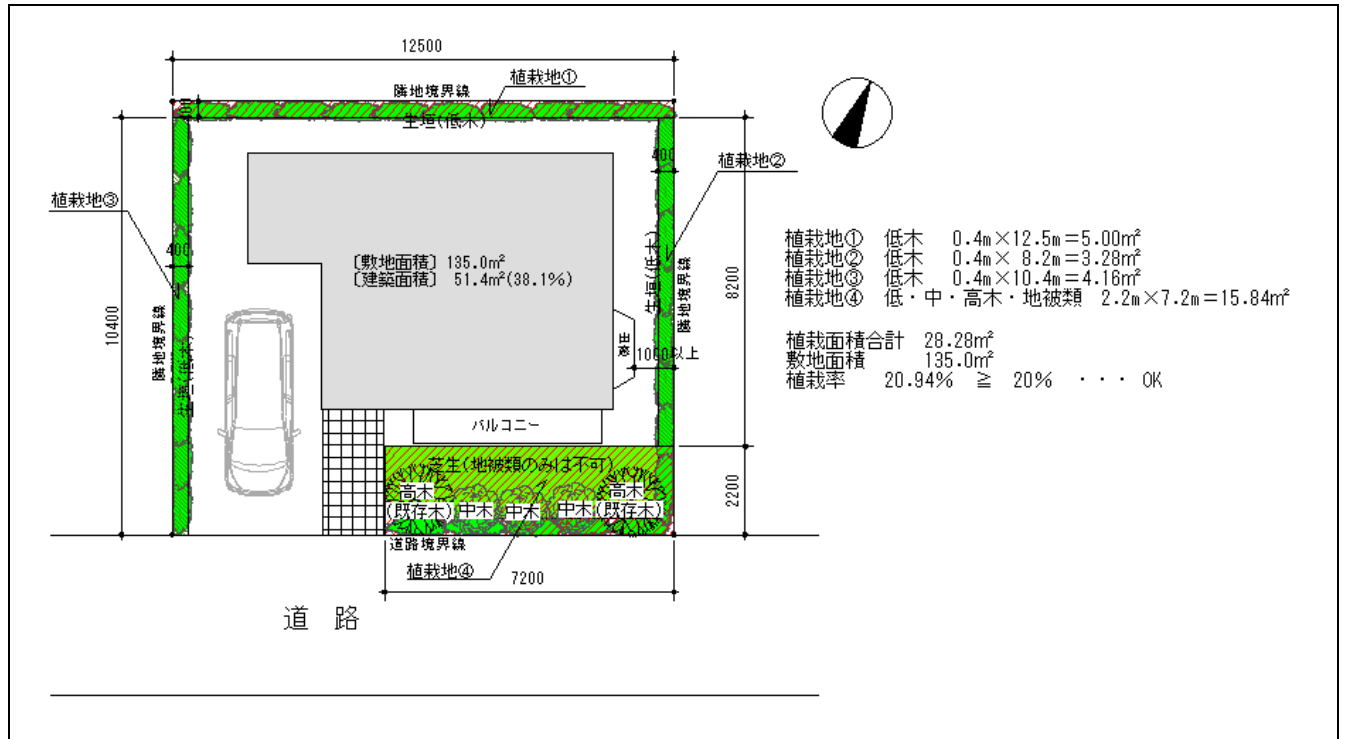 12500
植栽地①
隣地境界線
400
生垣(低木)
400
植栽地②
植栽地③
400
〔敷地面積〕 135.0㎡
〔建築面積〕 51.4㎡(38.1%)
生垣(低木)
隣地境界線
8200
10400
隣地境界線
生垣(低木)
出窓
1000以上
バルコニー
芝生(地被類のみは不可)
高木
(既存木)
中木
中木
中木
高木
(既存木)
2200
道路境界線
植栽地④
7200
道 路
植栽地① 低木 0.4m×12.5m=5.00㎡
植栽地② 低木 0.4m× 8.2m=3.28㎡
植栽地③ 低木 0.4m×10.4m=4.16㎡
植栽地④ 低・中・高木・地被類 2.2m×7.2m=15.84㎡
植栽面積合計 28.28㎡
敷地面積 135.0㎡
植栽率 20.94% ≧ 20% ・・・ OK